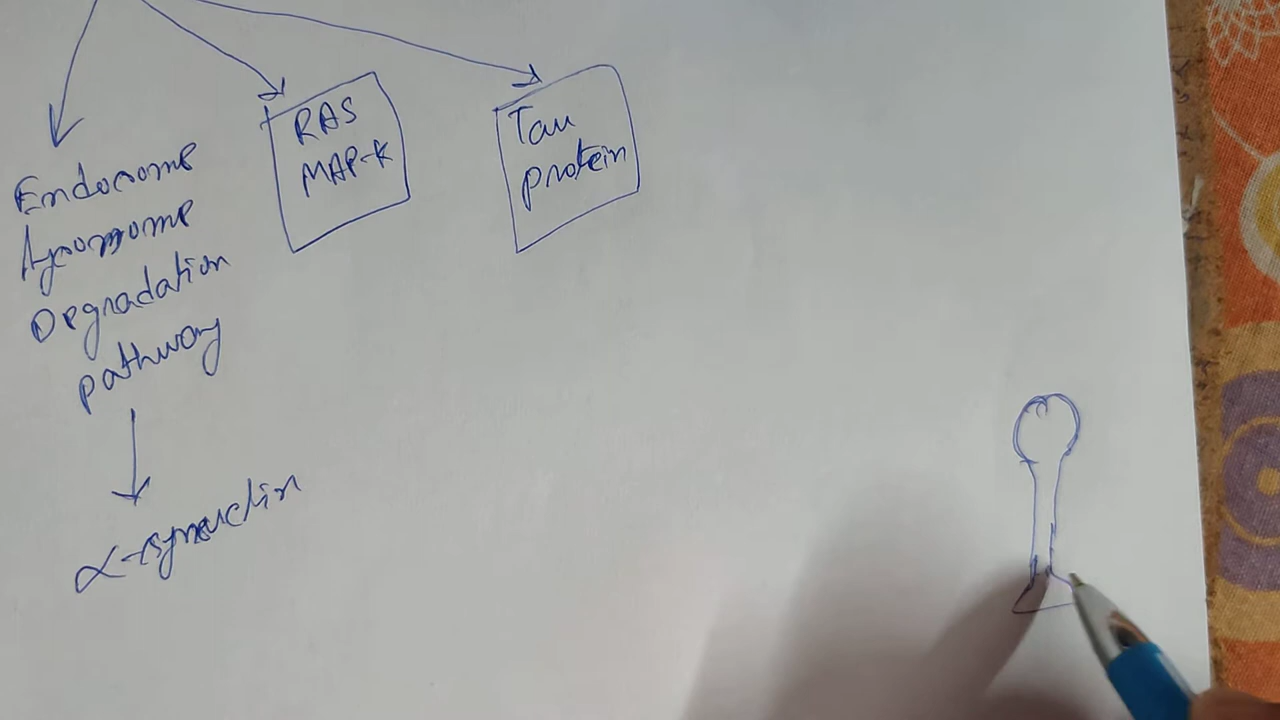 Endosome
Lysosome
Degradation
pathway
α-synuclin
RAS
MAP-K
Tau
protein